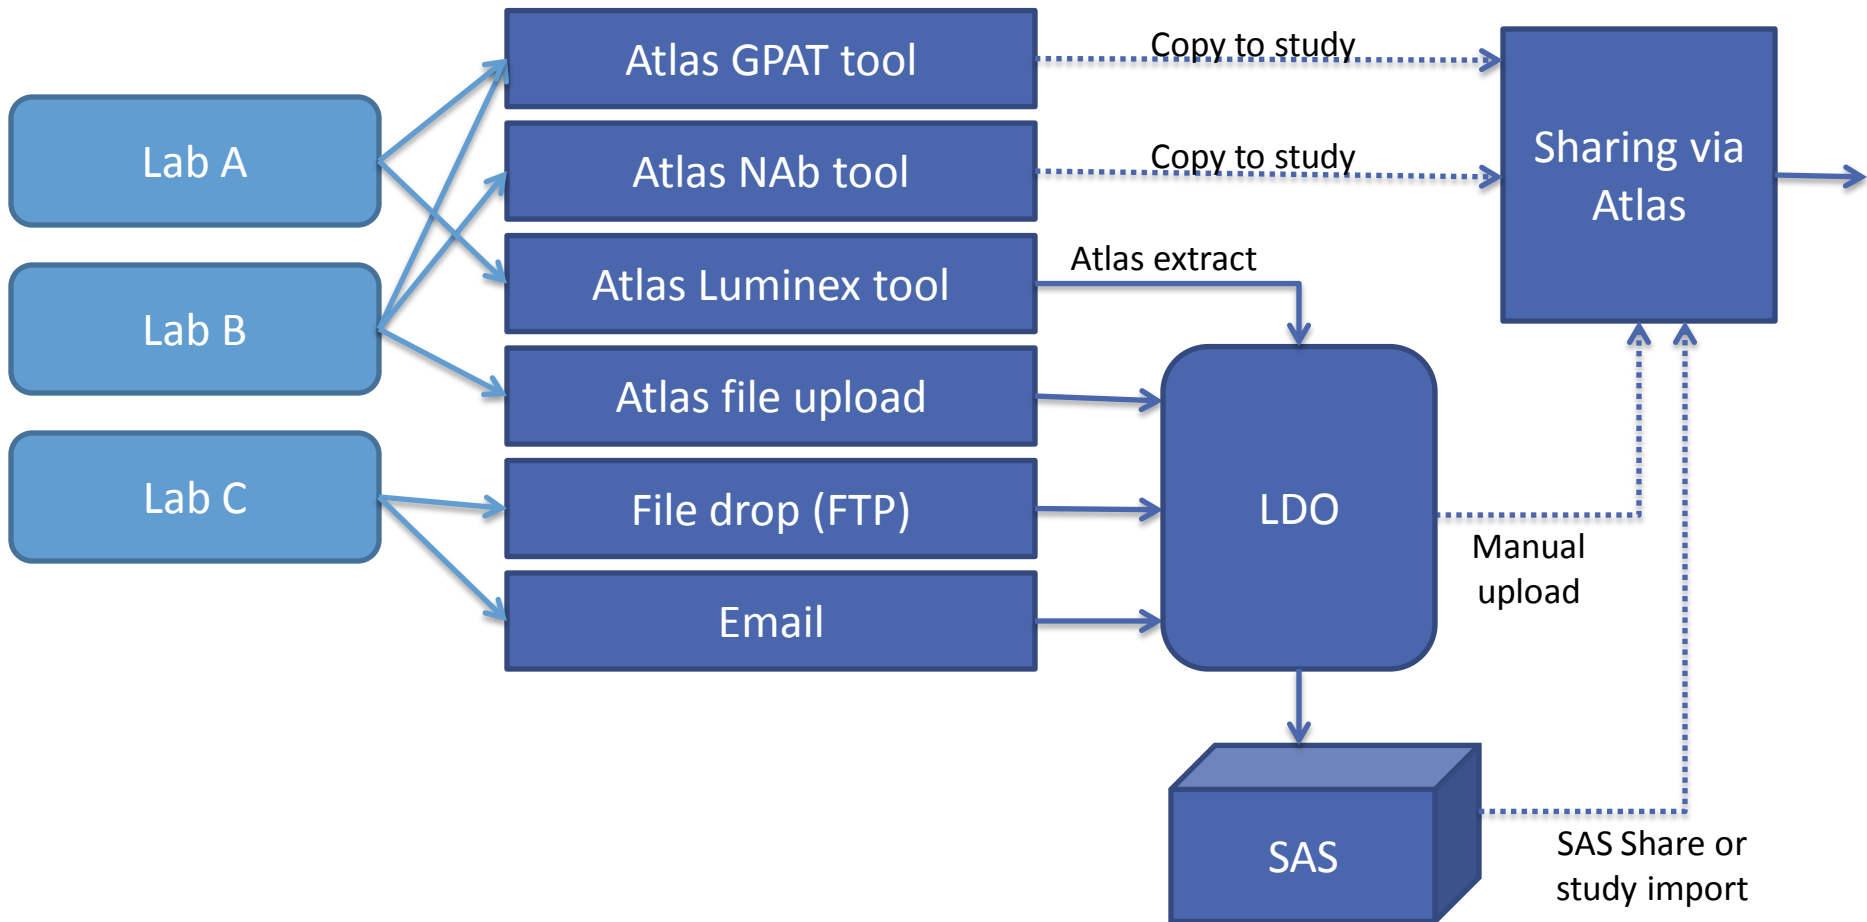 Atlas GPAT tool
Copy to study
Lab A
Atlas NAb tool
Copy to study
Sharing via
Atlas
Lab B
Atlas Luminex tool
Atlas extract
Atlas file upload
Lab C
File drop (FTP)
LDO
Manual
upload
Email
SAS
SAS Share or
study import